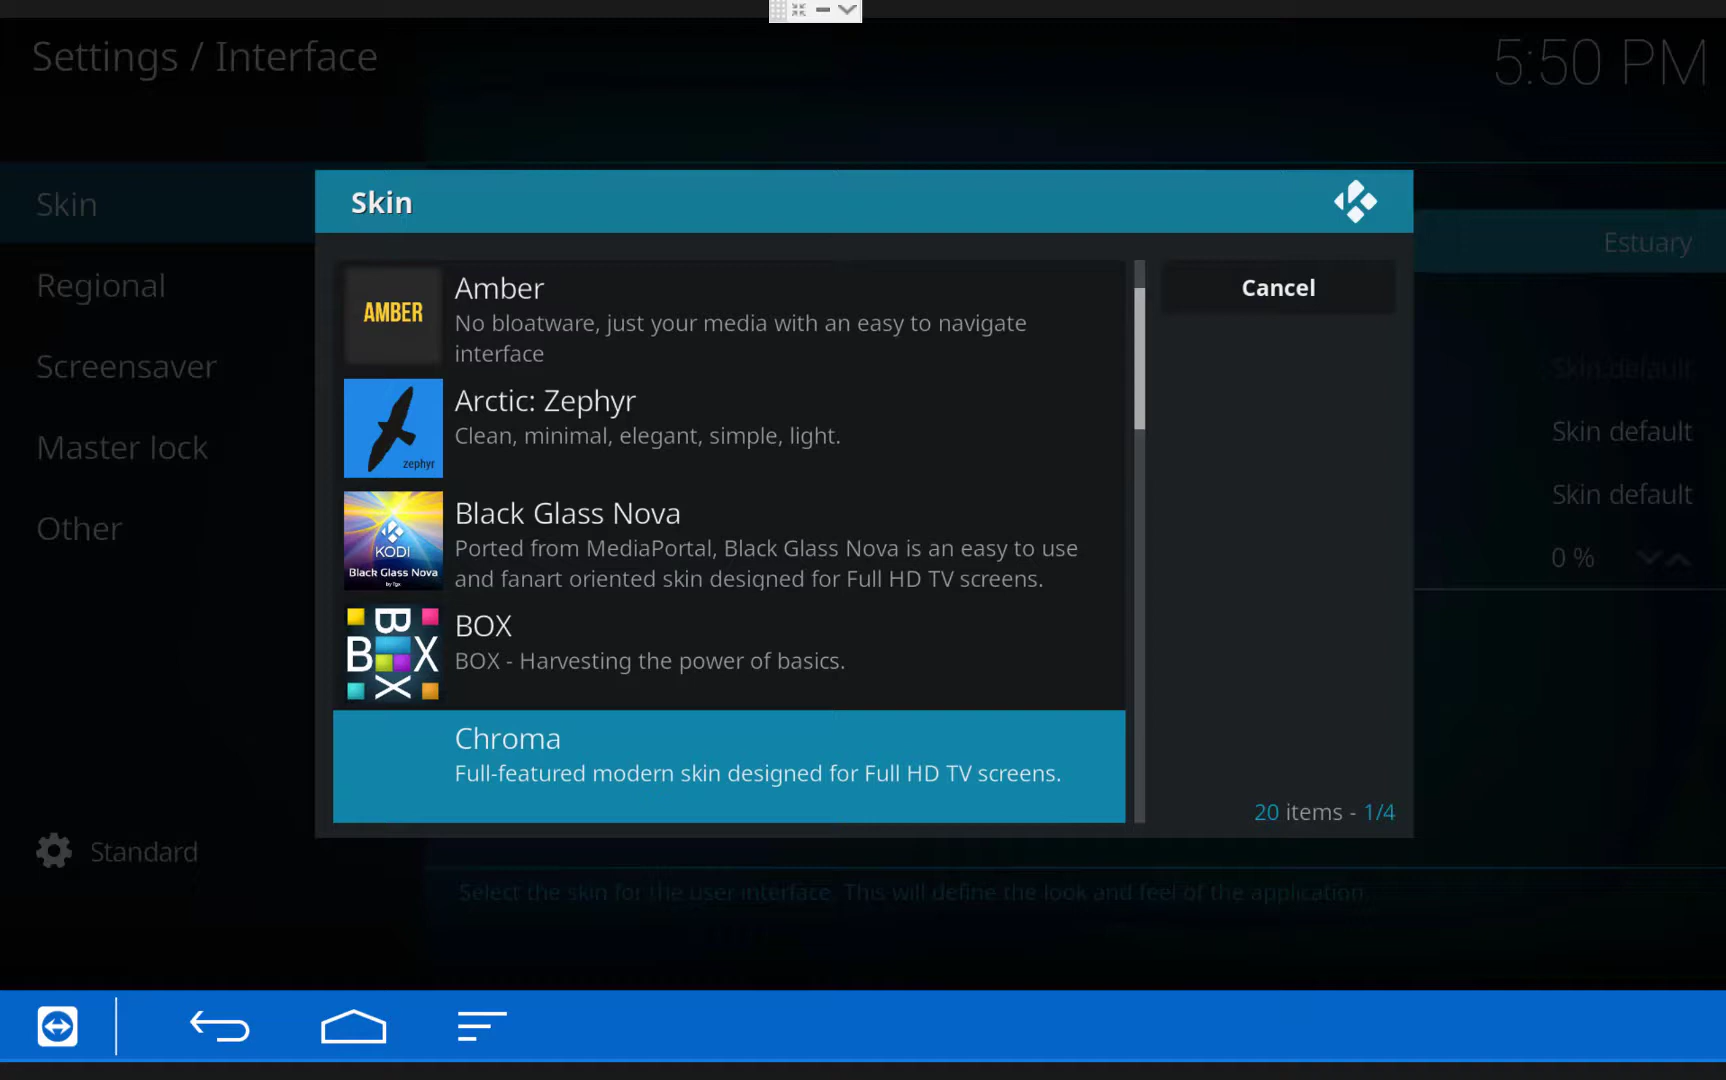 Settings / Interface
5:50 PM
Skin
Regional
Screensaver
Master lock
Other
Standard
Skin
Cancel
AMBER
Amber
No bloatware, just your media with an easy to navigate
interface
zephyr
Arctic: Zephyr
Clean, minimal, elegant, simple, light.
KODI
Black Glass Nova
Black Glass Nova
Ported from MediaPortal, Black Glass Nova is an easy to use
and fanart oriented skin designed for Full HD TV screens.
BOX
BOX
BOX
BOX - Harvesting the power of basics.
Chroma
Full-featured modern skin designed for Full HD TV screens.
20 items - 1/4
Estuary
Skin default
Skin default
Skin default
0 %
Select the skin for the user interface. This will define the look and feel of the application.